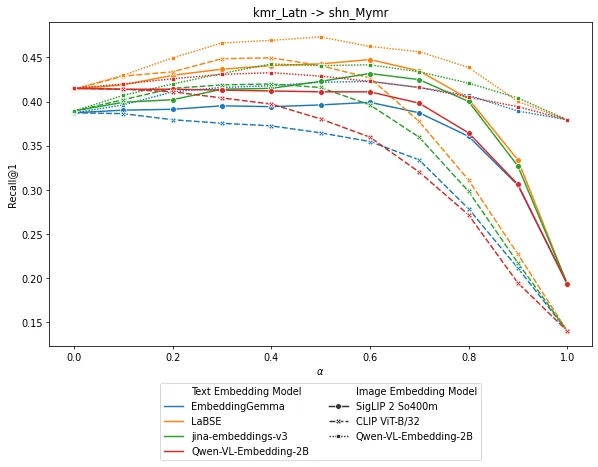 kmr_Latn -> shn_Mymr
Recall@1
0.45
0.40
0.35
0.30
0.25
0.20
0.15
0.0 0.2 0.4 0.6 0.8 1.0
α
Text Embedding Model
EmbeddingGemma
LaBSE
jina-embeddings-v3
Qwen-VL-Embedding-2B
Image Embedding Model
SigLIP 2 So400m
CLIP ViT-B/32
Qwen-VL-Embedding-2B